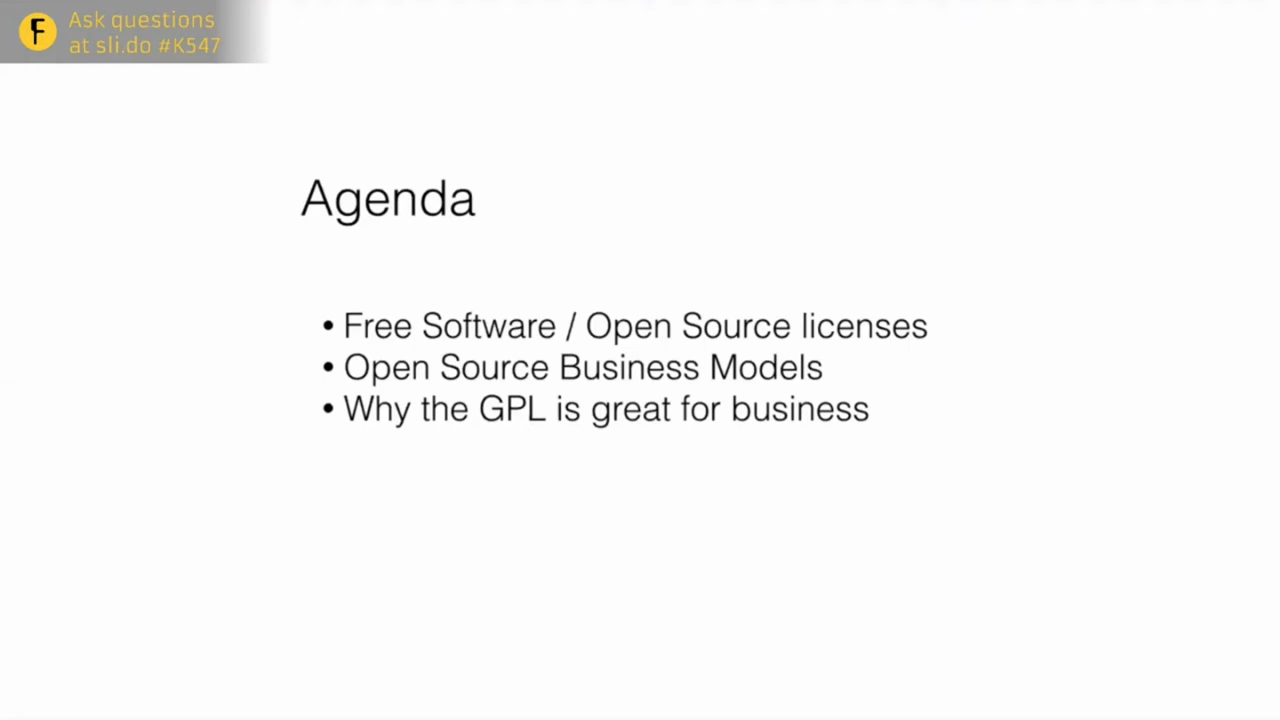 F
Ask questions
at sli.do #K547
Agenda
• Free Software / Open Source licenses
• Open Source Business Models
• Why the GPL is great for business